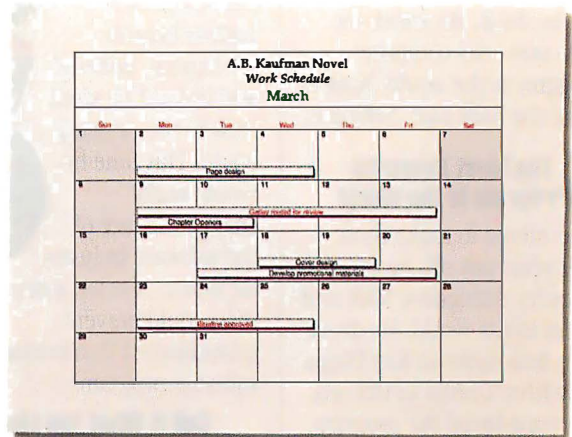 A.B. Kaufman Novel
Work Schedule
March
Sun Mon Tue Wed Thu Fri Sat
1 2 3 4 5 6 7
Page design
8 9 10 11 12 13 14
Galley routed for review
Chapter Openers
15 16 17 18 19 20 21
Cover design
Develop promotional materials
22 23 24 25 26 27 28
approved
29 30 31